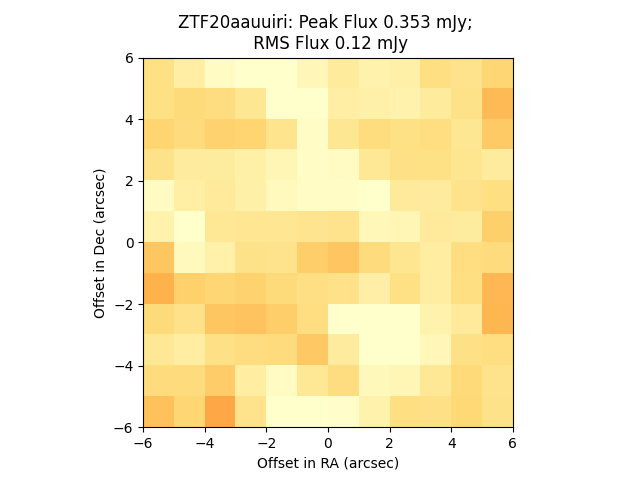 ZTF20aauuiri: Peak Flux 0.353 mJy;
RMS Flux 0.12 mJy
6
4
2
0
−2
−4
−6
Offset in Dec (arcsec)
−6 −4 −2 0 2 4 6
Offset in RA (arcsec)